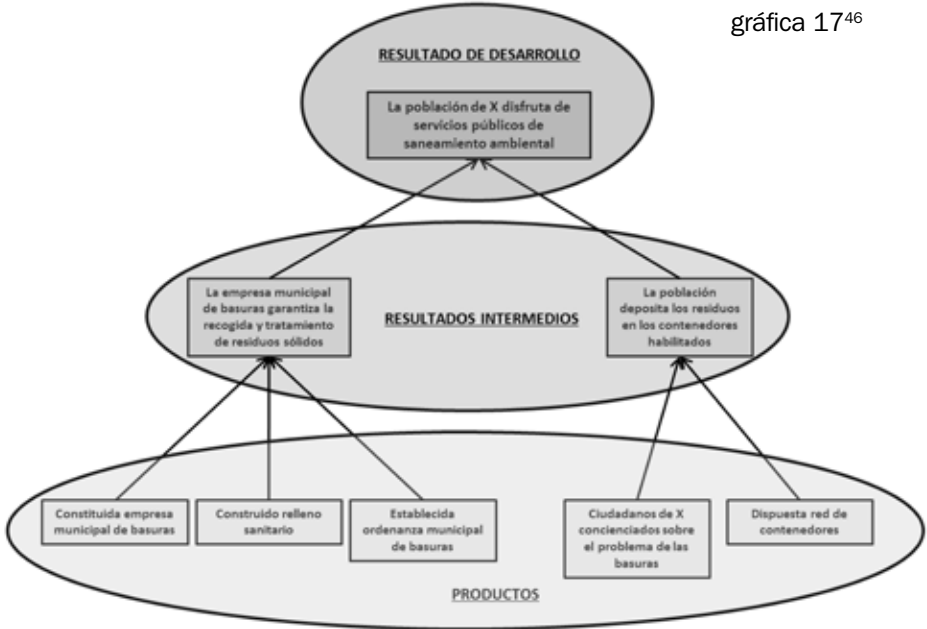 gráfica 17⁴⁶
RESULTADO DE DESARROLLO
La población de X disfruta de
servicios públicos de
saneamiento ambiental
La empresa municipal
de basuras garantiza la
recogida y tratamiento
de residuos sólidos
RESULTADOS INTERMEDIOS
La población
deposita los residuos
en los contenedores
habilitados
Constituida empresa
municipal de basuras
Construido relleno
sanitario
Establecida
ordenanza municipal
de basuras
Ciudadanos de X
concienciados sobre
el problema de las
basuras
Dispuesta red de
contenedores
PRODUCTOS